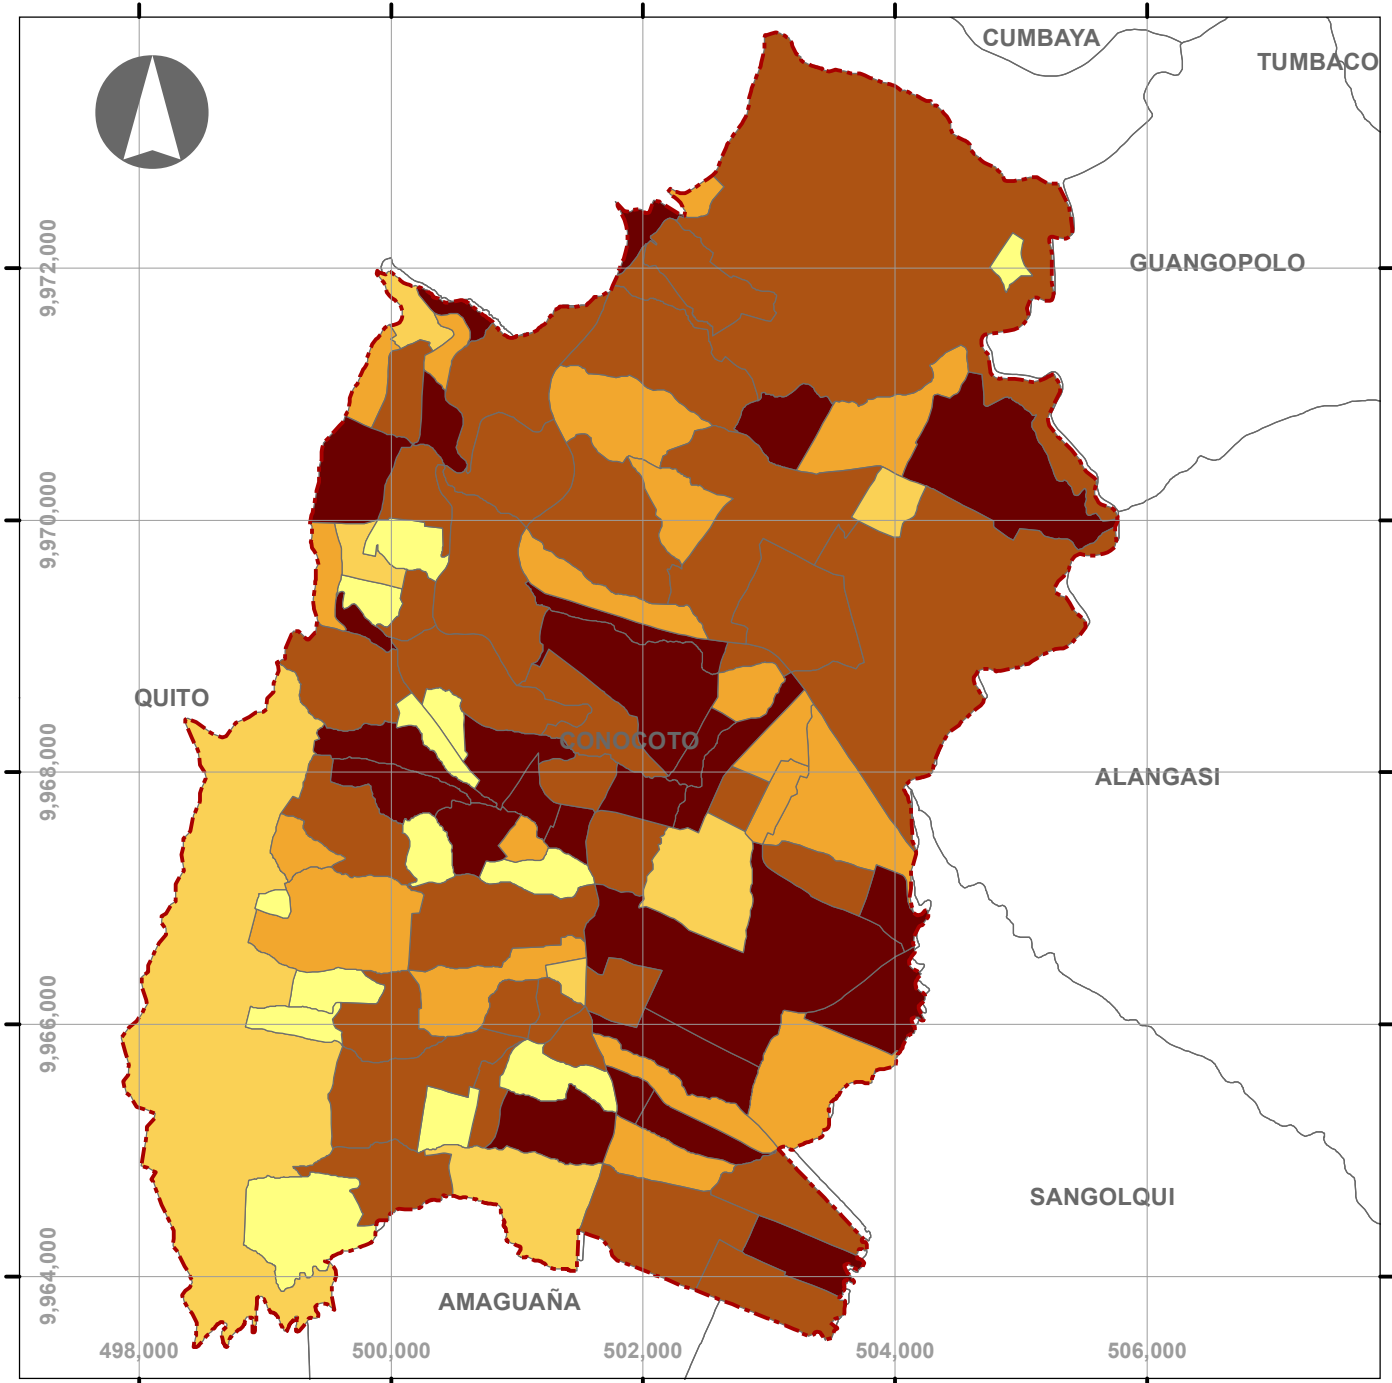 CUMBAYA
TUMBACO
GUANGOPOLO
9,972,000
9,970,000
QUITO
CONOCOTO
9,968,000
ALANGASI
9,966,000
SANGOLQUI
9,964,000
AMAGUAÑA
498,000
500,000
502,000
504,000
506,000